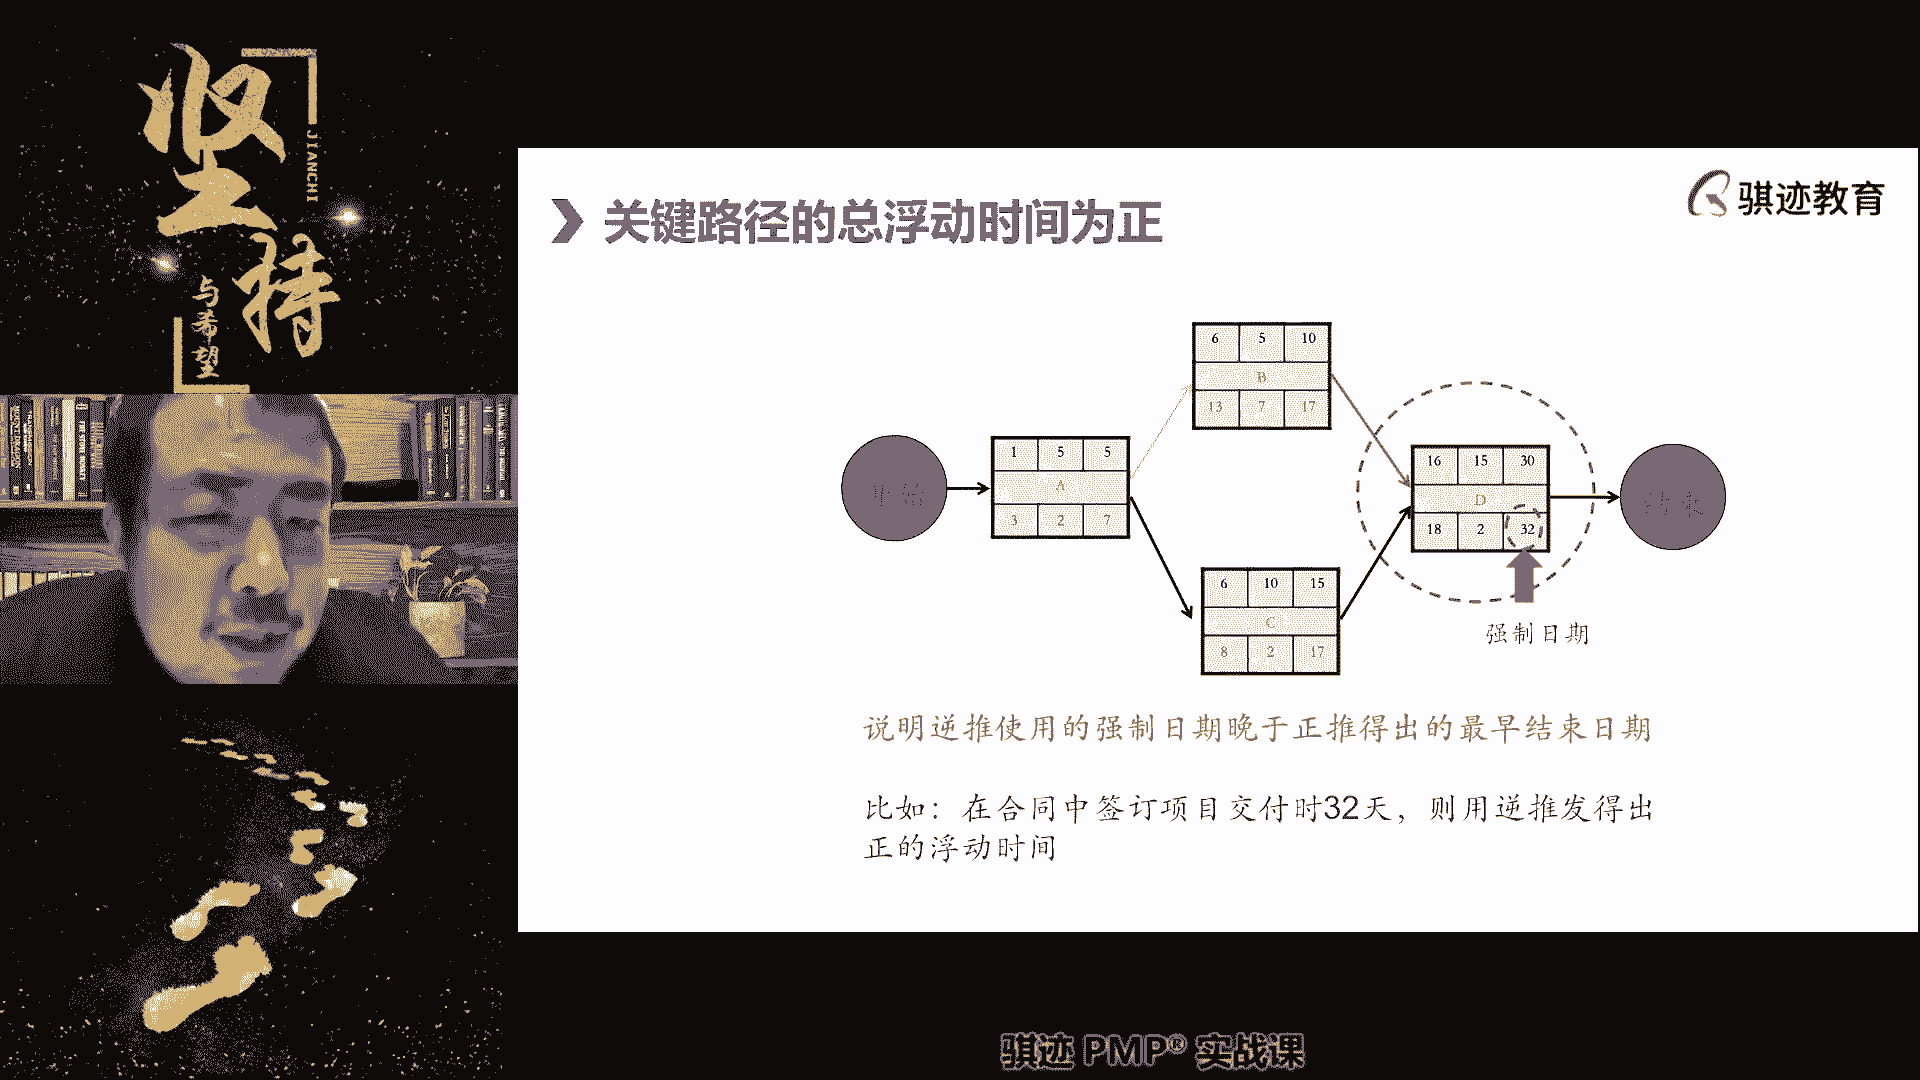 坚持
JIANCHI
与希望
骐迹教育
关键路径的总浮动时间为正
6 5 10
B
13 7 17
1 5 5
A
3 2 7
16 15 30
D
18 2 32
开始
结束
6 10 15
C
8 2 17
强制日期
说明逆推使用的强制日期晚于正推得出的最早结束日期
比如：在合同中签订项目交付时32天，则用逆推发得出
正的浮动时间
骐迹 PMP® 实战课